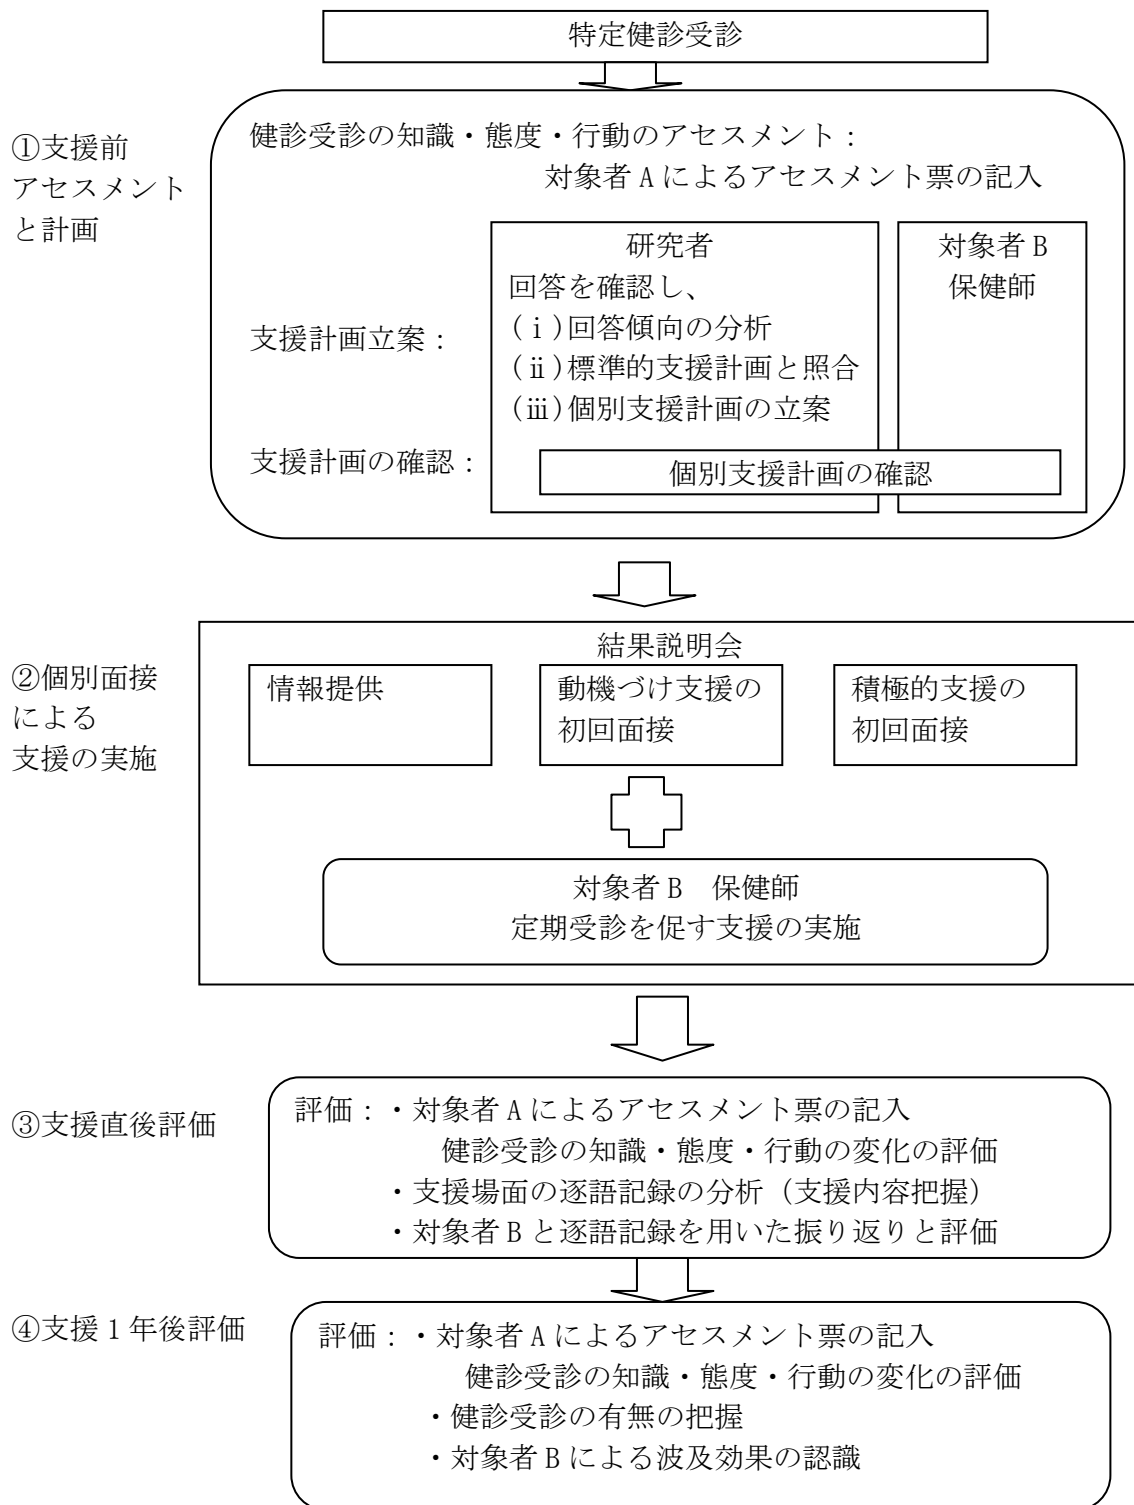 特定健診受診
①支援前
アセスメント
と計画
健診受診の知識・態度・行動のアセスメント：
対象者Aによるアセスメント票の記入
支援計画立案：
研究者
回答を確認し、
(ⅰ)回答傾向の分析
(ⅱ)標準的支援計画と照合
(ⅲ)個別支援計画の立案
対象者B
保健師
支援計画の確認：
個別支援計画の確認
②個別面接
による
支援の実施
結果説明会
情報提供
動機づけ支援の
初回面接
積極的支援の
初回面接
対象者B　保健師
定期受診を促す支援の実施
③支援直後評価
評価：・対象者Aによるアセスメント票の記入
健診受診の知識・態度・行動の変化の評価
・支援場面の逐語記録の分析（支援内容把握）
・対象者Bと逐語記録を用いた振り返りと評価
④支援1年後評価
評価：・対象者Aによるアセスメント票の記入
健診受診の知識・態度・行動の変化の評価
・健診受診の有無の把握
・対象者Bによる波及効果の認識